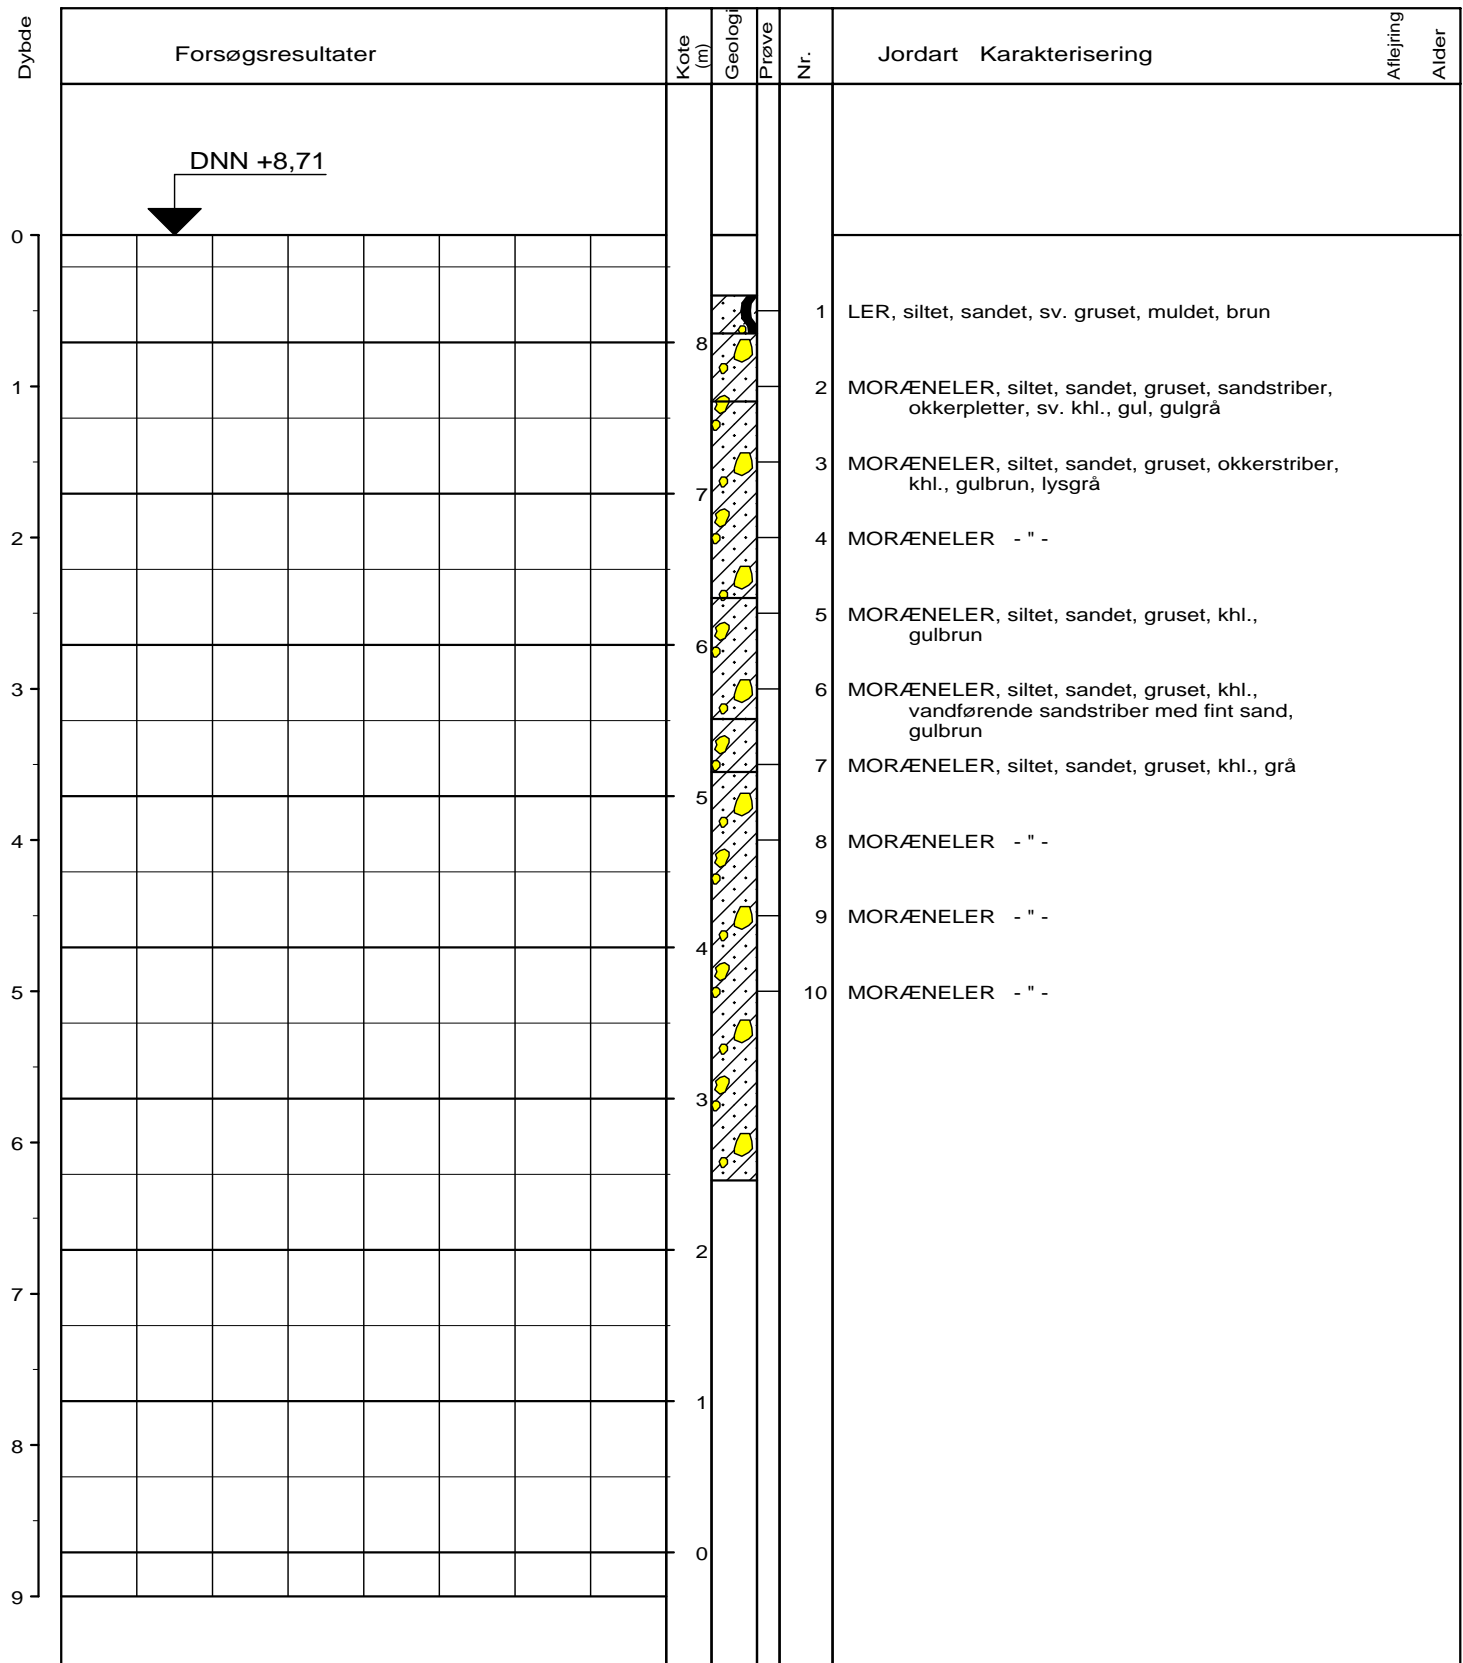 Dybde
Forsøgsresultater
Kote
(m)
Geologi
Prøve
Nr.
Jordart Karakterisering
Aflejring
Alder
DNN +8,71
0
1 LER, siltet, sandet, sv. gruset, muldet, brun
8
1
2 MORÆNELER, siltet, sandet, gruset, sandstriber,
okkerpletter, sv. khl., gul, gulgrå
3 MORÆNELER, siltet, sandet, gruset, okkerstriber,
khl., gulbrun, lysgrå
7
2
4 MORÆNELER - " -
5 MORÆNELER, siltet, sandet, gruset, khl.,
gulbrun
6
3
6 MORÆNELER, siltet, sandet, gruset, khl.,
vandførende sandstriber med fint sand,
gulbrun
7 MORÆNELER, siltet, sandet, gruset, khl., grå
5
4
8 MORÆNELER - " -
9 MORÆNELER - " -
4
5
10 MORÆNELER - " -
3
6
2
7
1
8
0
9